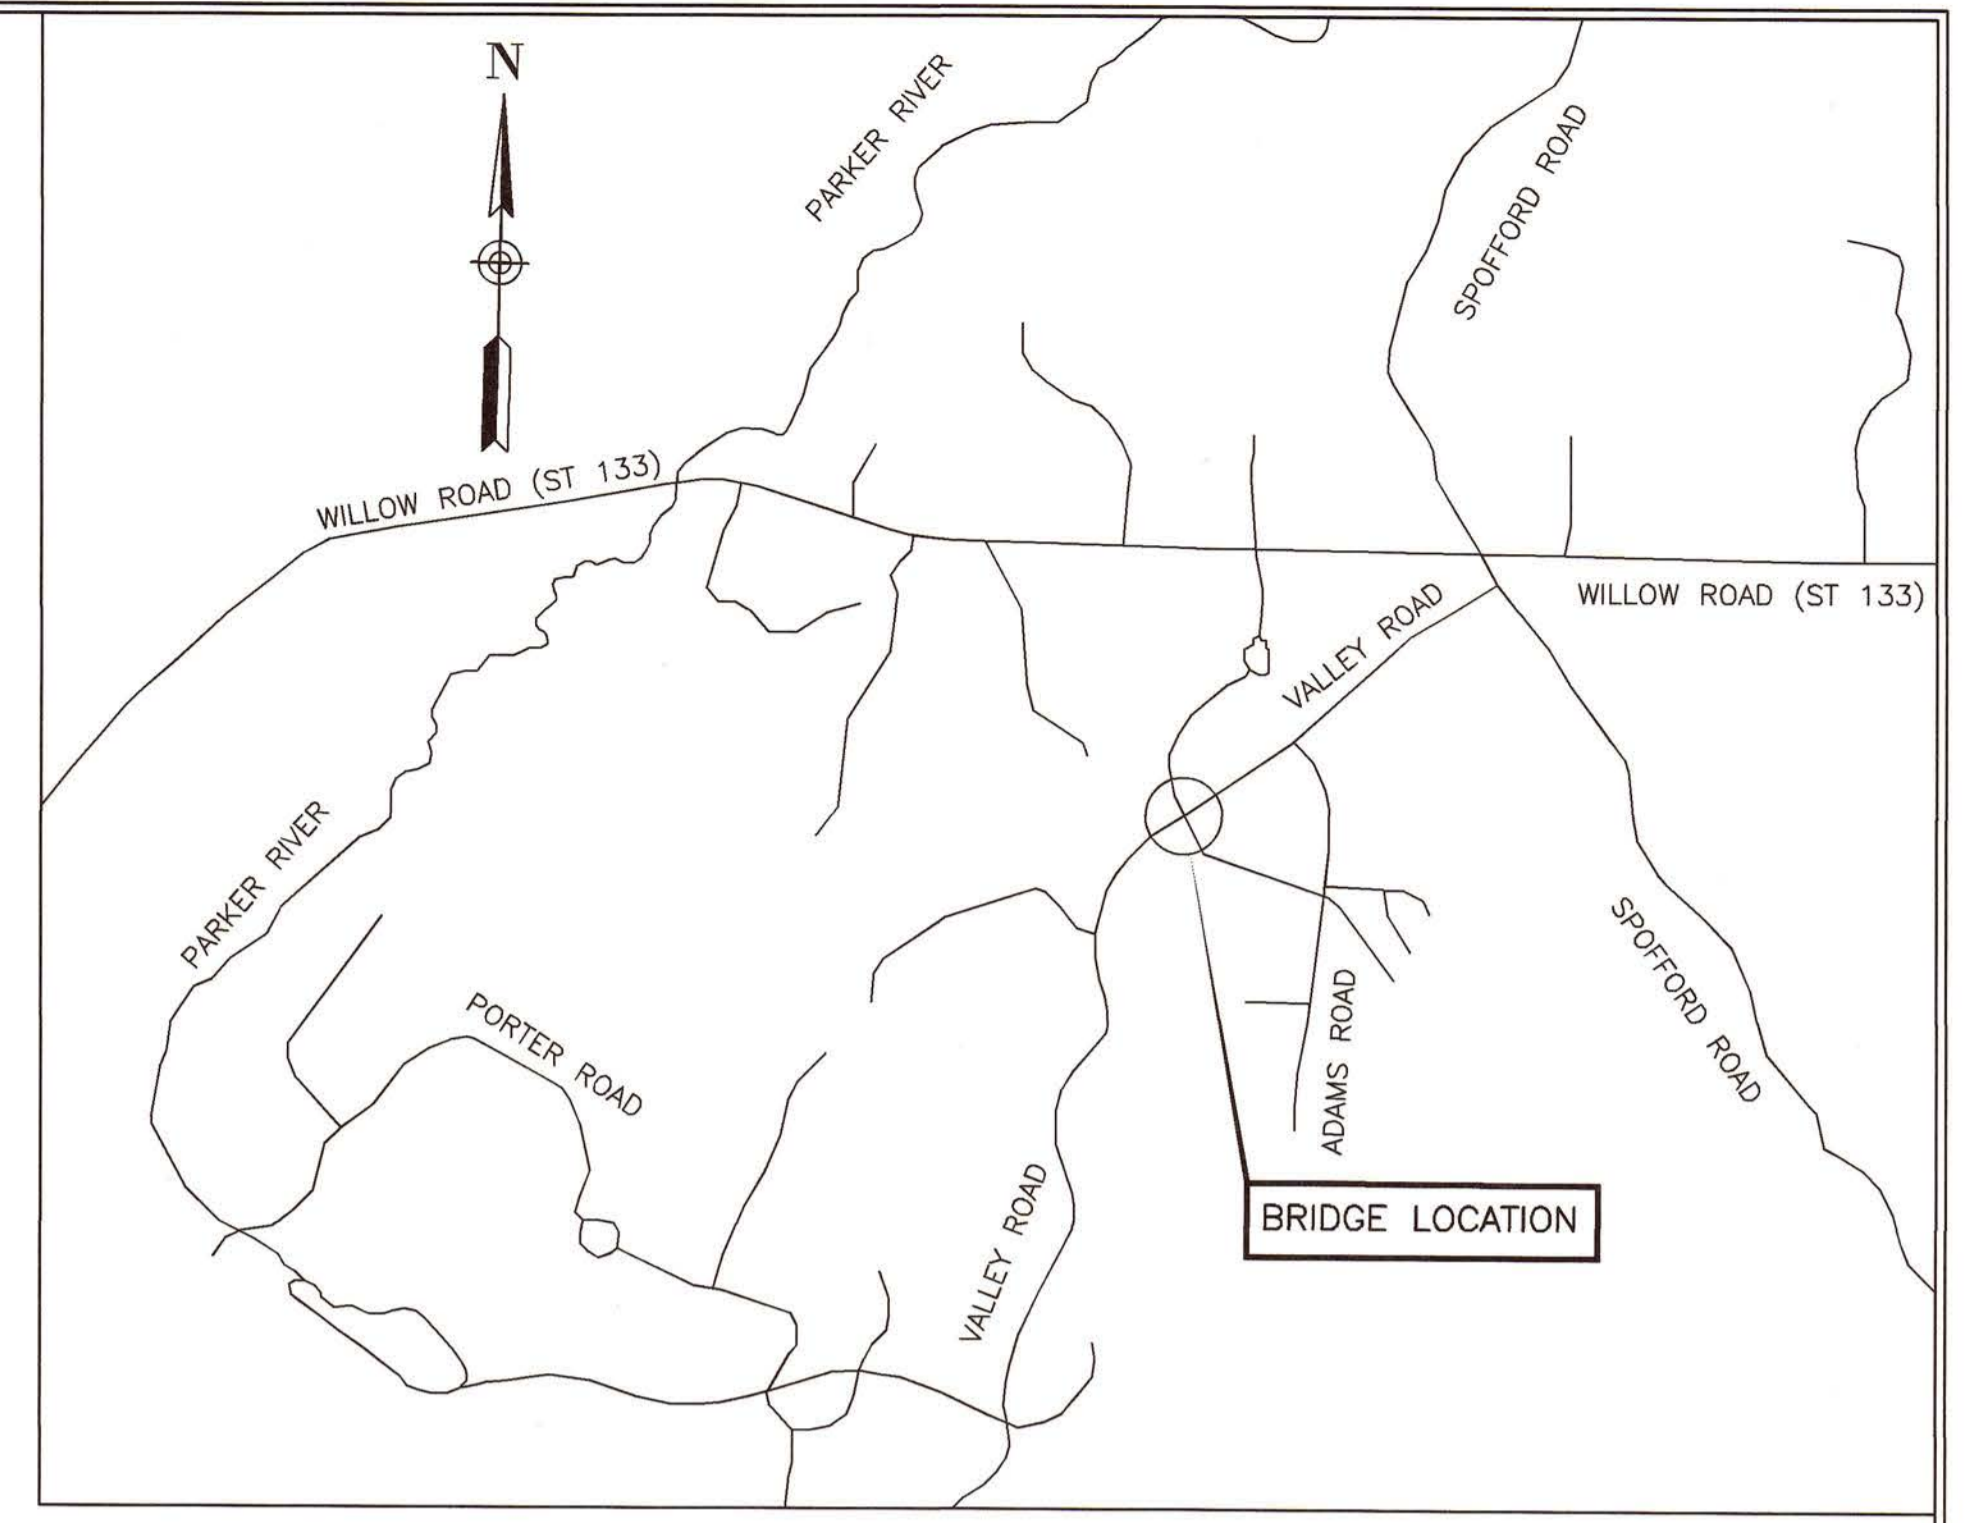 N
PARKER RIVER
SPOFFORD ROAD
WILLOW ROAD (ST 133)
WILLOW ROAD (ST 133)
VALLEY ROAD
PARKER RIVER
SPOFFORD ROAD
PORTER ROAD
ADAMS ROAD
VALLEY ROAD
BRIDGE LOCATION